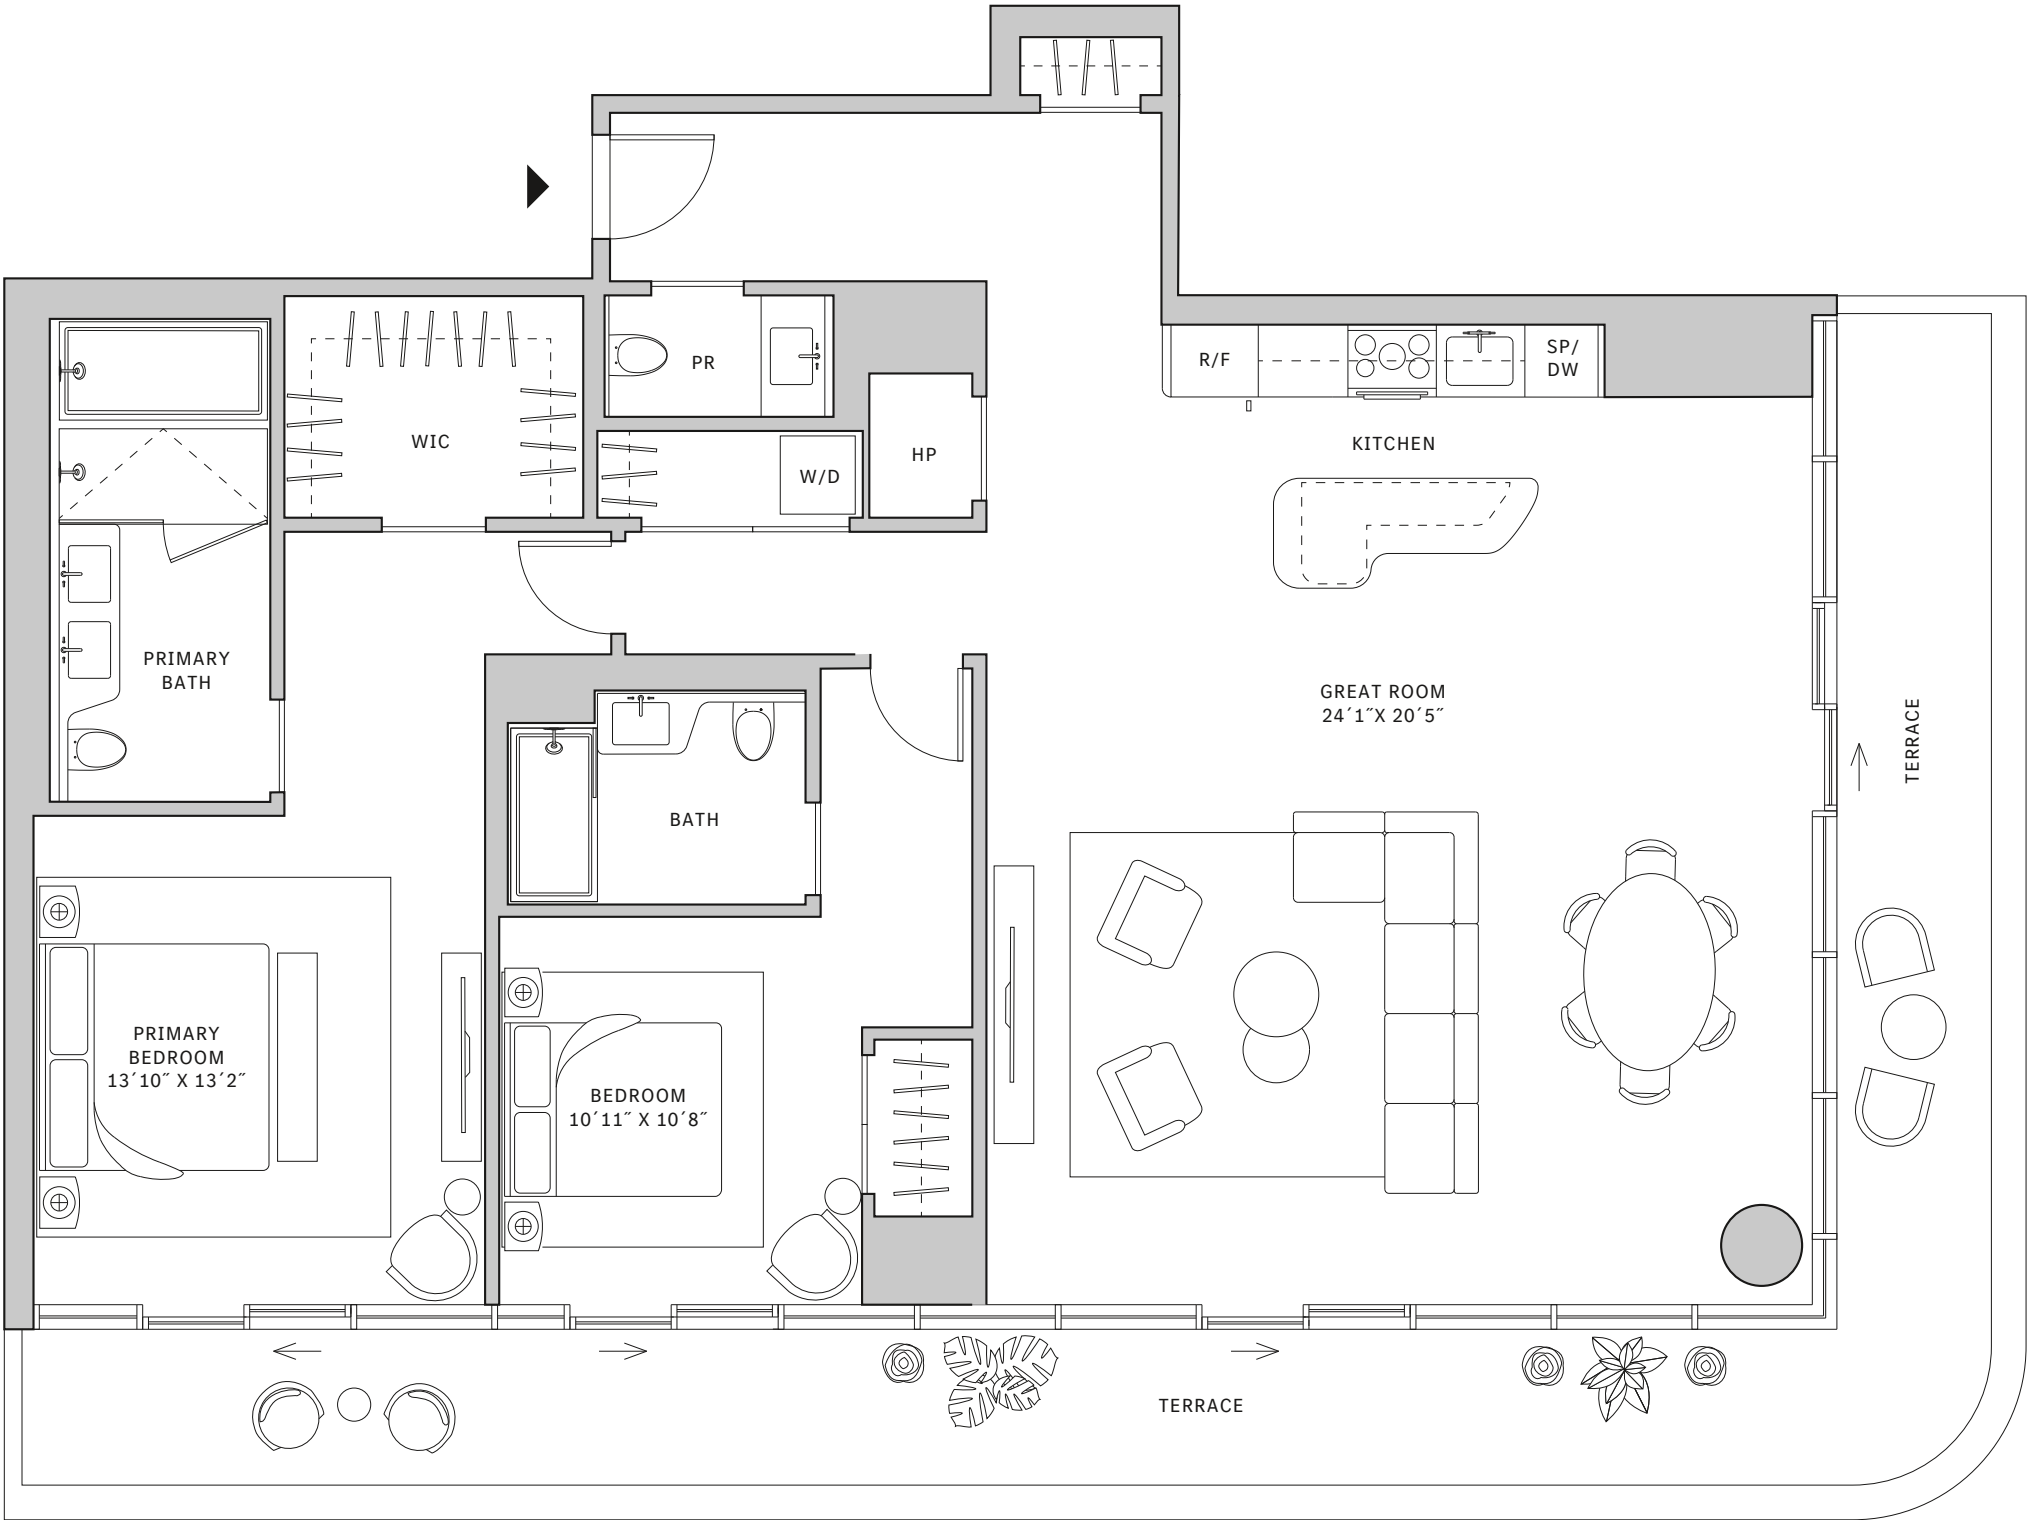 PR
R/F
SP/
DW
WIC
KITCHEN
HP
W/D
PRIMARY
BATH
GREAT ROOM
24´1˝X 20´5˝
TERRACE
BATH
PRIMARY
BEDROOM
13´10˝ X 13´2˝
BEDROOM
10´11˝ X 10´8˝
TERRACE